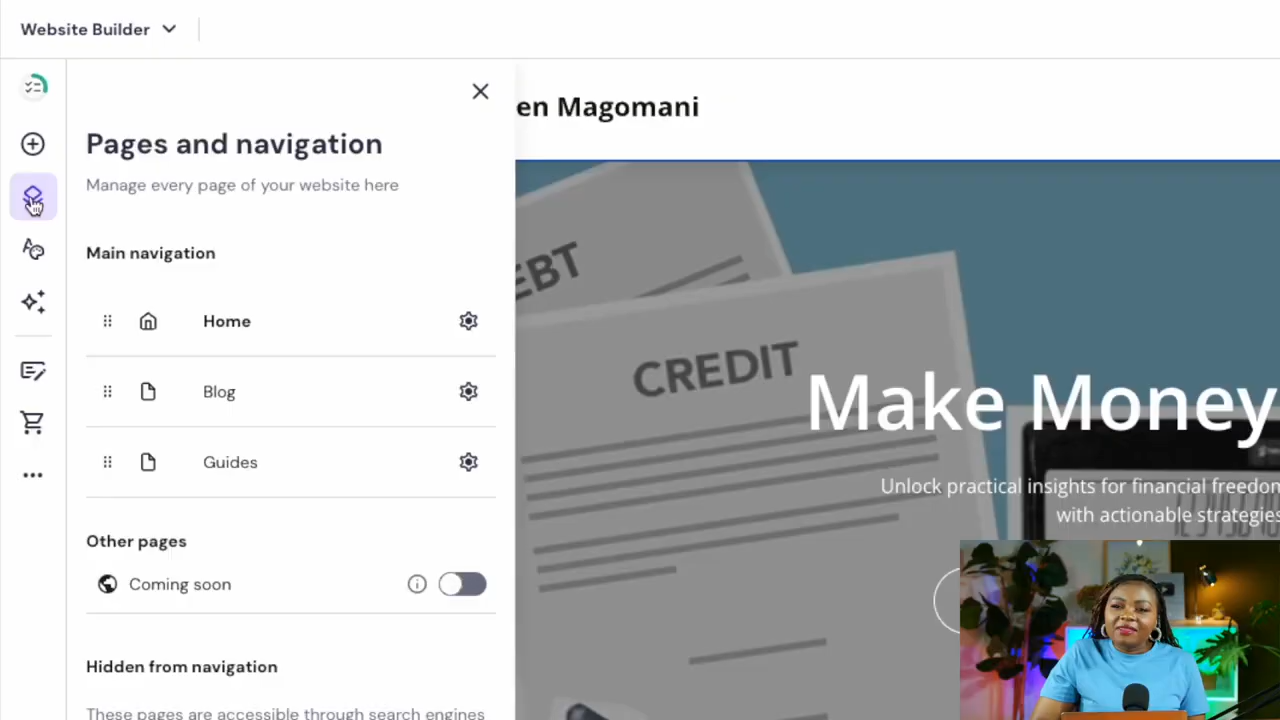 Website Builder
en Magomani
Pages and navigation
Manage every page of your website here
Main navigation
Home
Blog
Guides
Other pages
Coming soon
Hidden from navigation
These pages are accessible through search engines
EBT
CREDIT
Make Money
Unlock practical insights for financial freedom
with actionable strategies